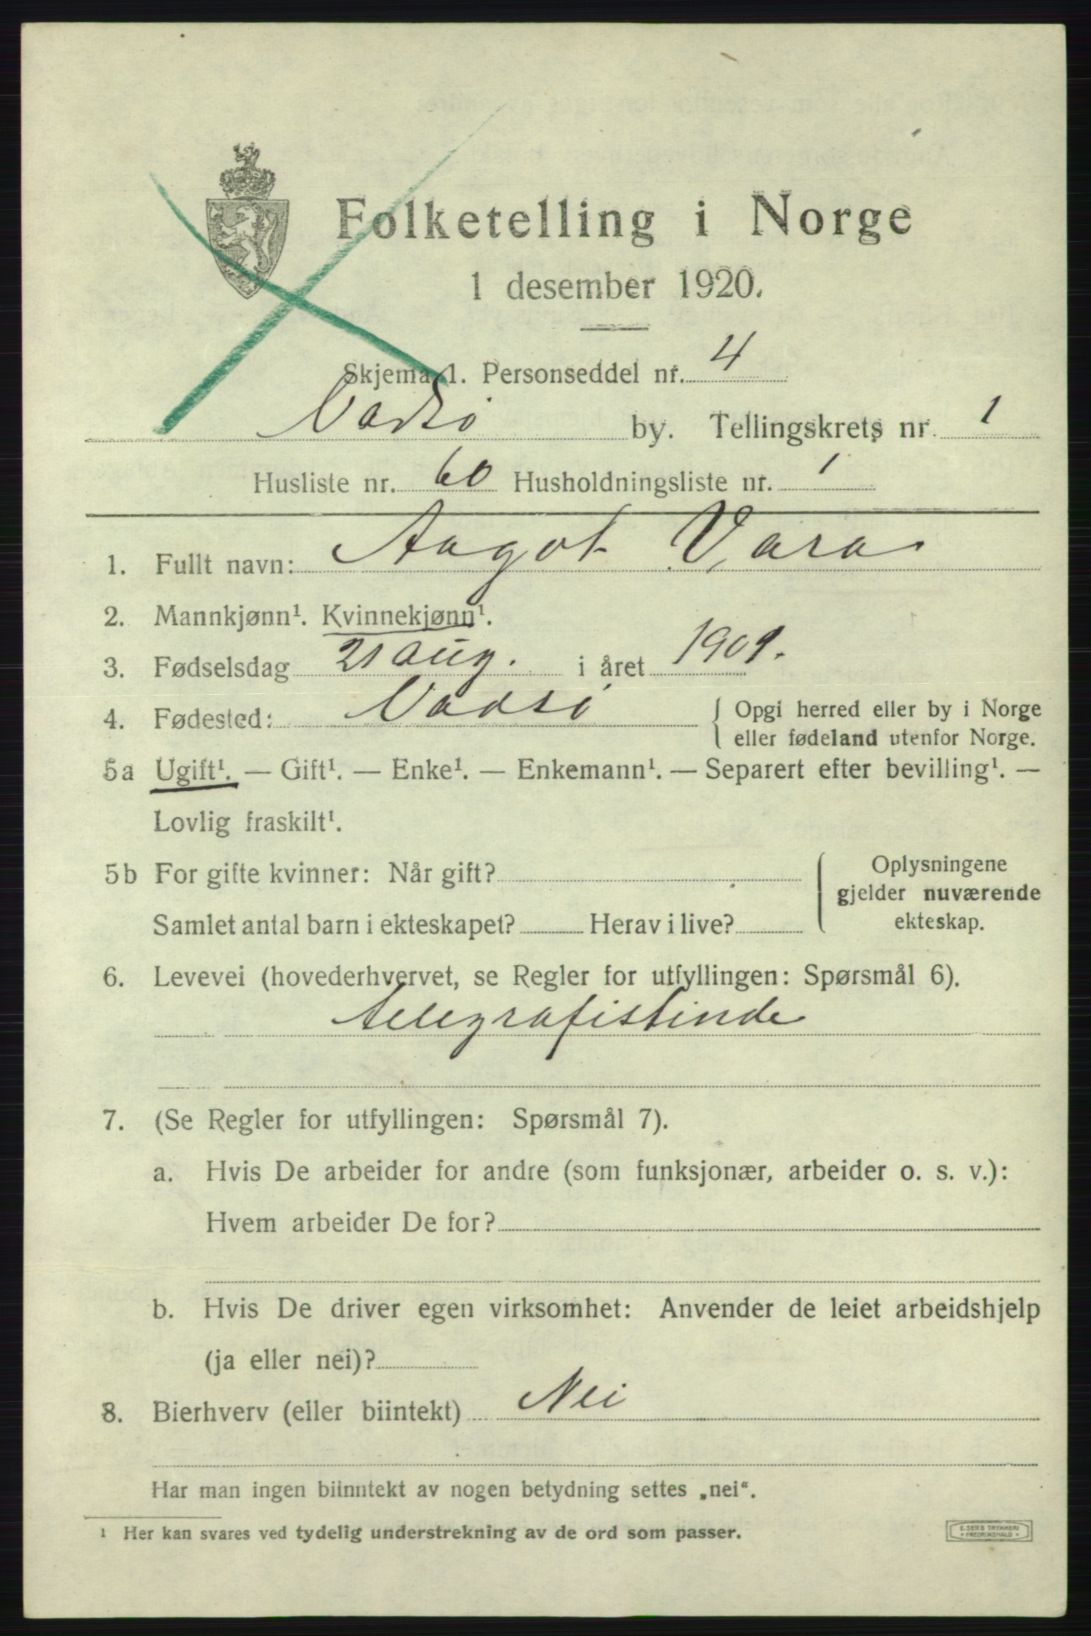 Folketelling i Norge
1 desember 1920.
Skjema 1. Personseddel nr. 4
Vadsø by. Tellingskrets nr. 1
Husliste nr. 60 Husholdningsliste nr. 1
1. Fullt navn: Aagot Vara
2. Mannkjønn¹. Kvinnekjønn¹.
3. Fødselsdag 21 aug. i året 1901.
4. Fødested: Vadsø { Opgi herred eller by i Norge
eller fødeland utenfor Norge.
5a Ugift¹. — Gift¹. — Enke¹. — Enkemann¹. — Separert efter bevilling¹. —
Lovlig fraskilt¹.
5b For gifte kvinner: Når gift? { Oplysningene
gjelder nuværende
Samlet antal barn i ekteskapet? Herav i live? ekteskap.
6. Levevei (hovederhvervet, se Regler for utfyllingen: Spørsmål 6).
telegrafistinde
7. (Se Regler for utfyllingen: Spørsmål 7).
a. Hvis De arbeider for andre (som funksjonær, arbeider o. s. v.):
Hvem arbeider De for?
b. Hvis De driver egen virksomhet: Anvender de leiet arbeidshjelp
(ja eller nei)?
8. Bierhverv (eller biintekt) Nei
Har man ingen biinntekt av nogen betydning settes „nei“.
¹ Her kan svares ved tydelig understrekning av de ord som passer.